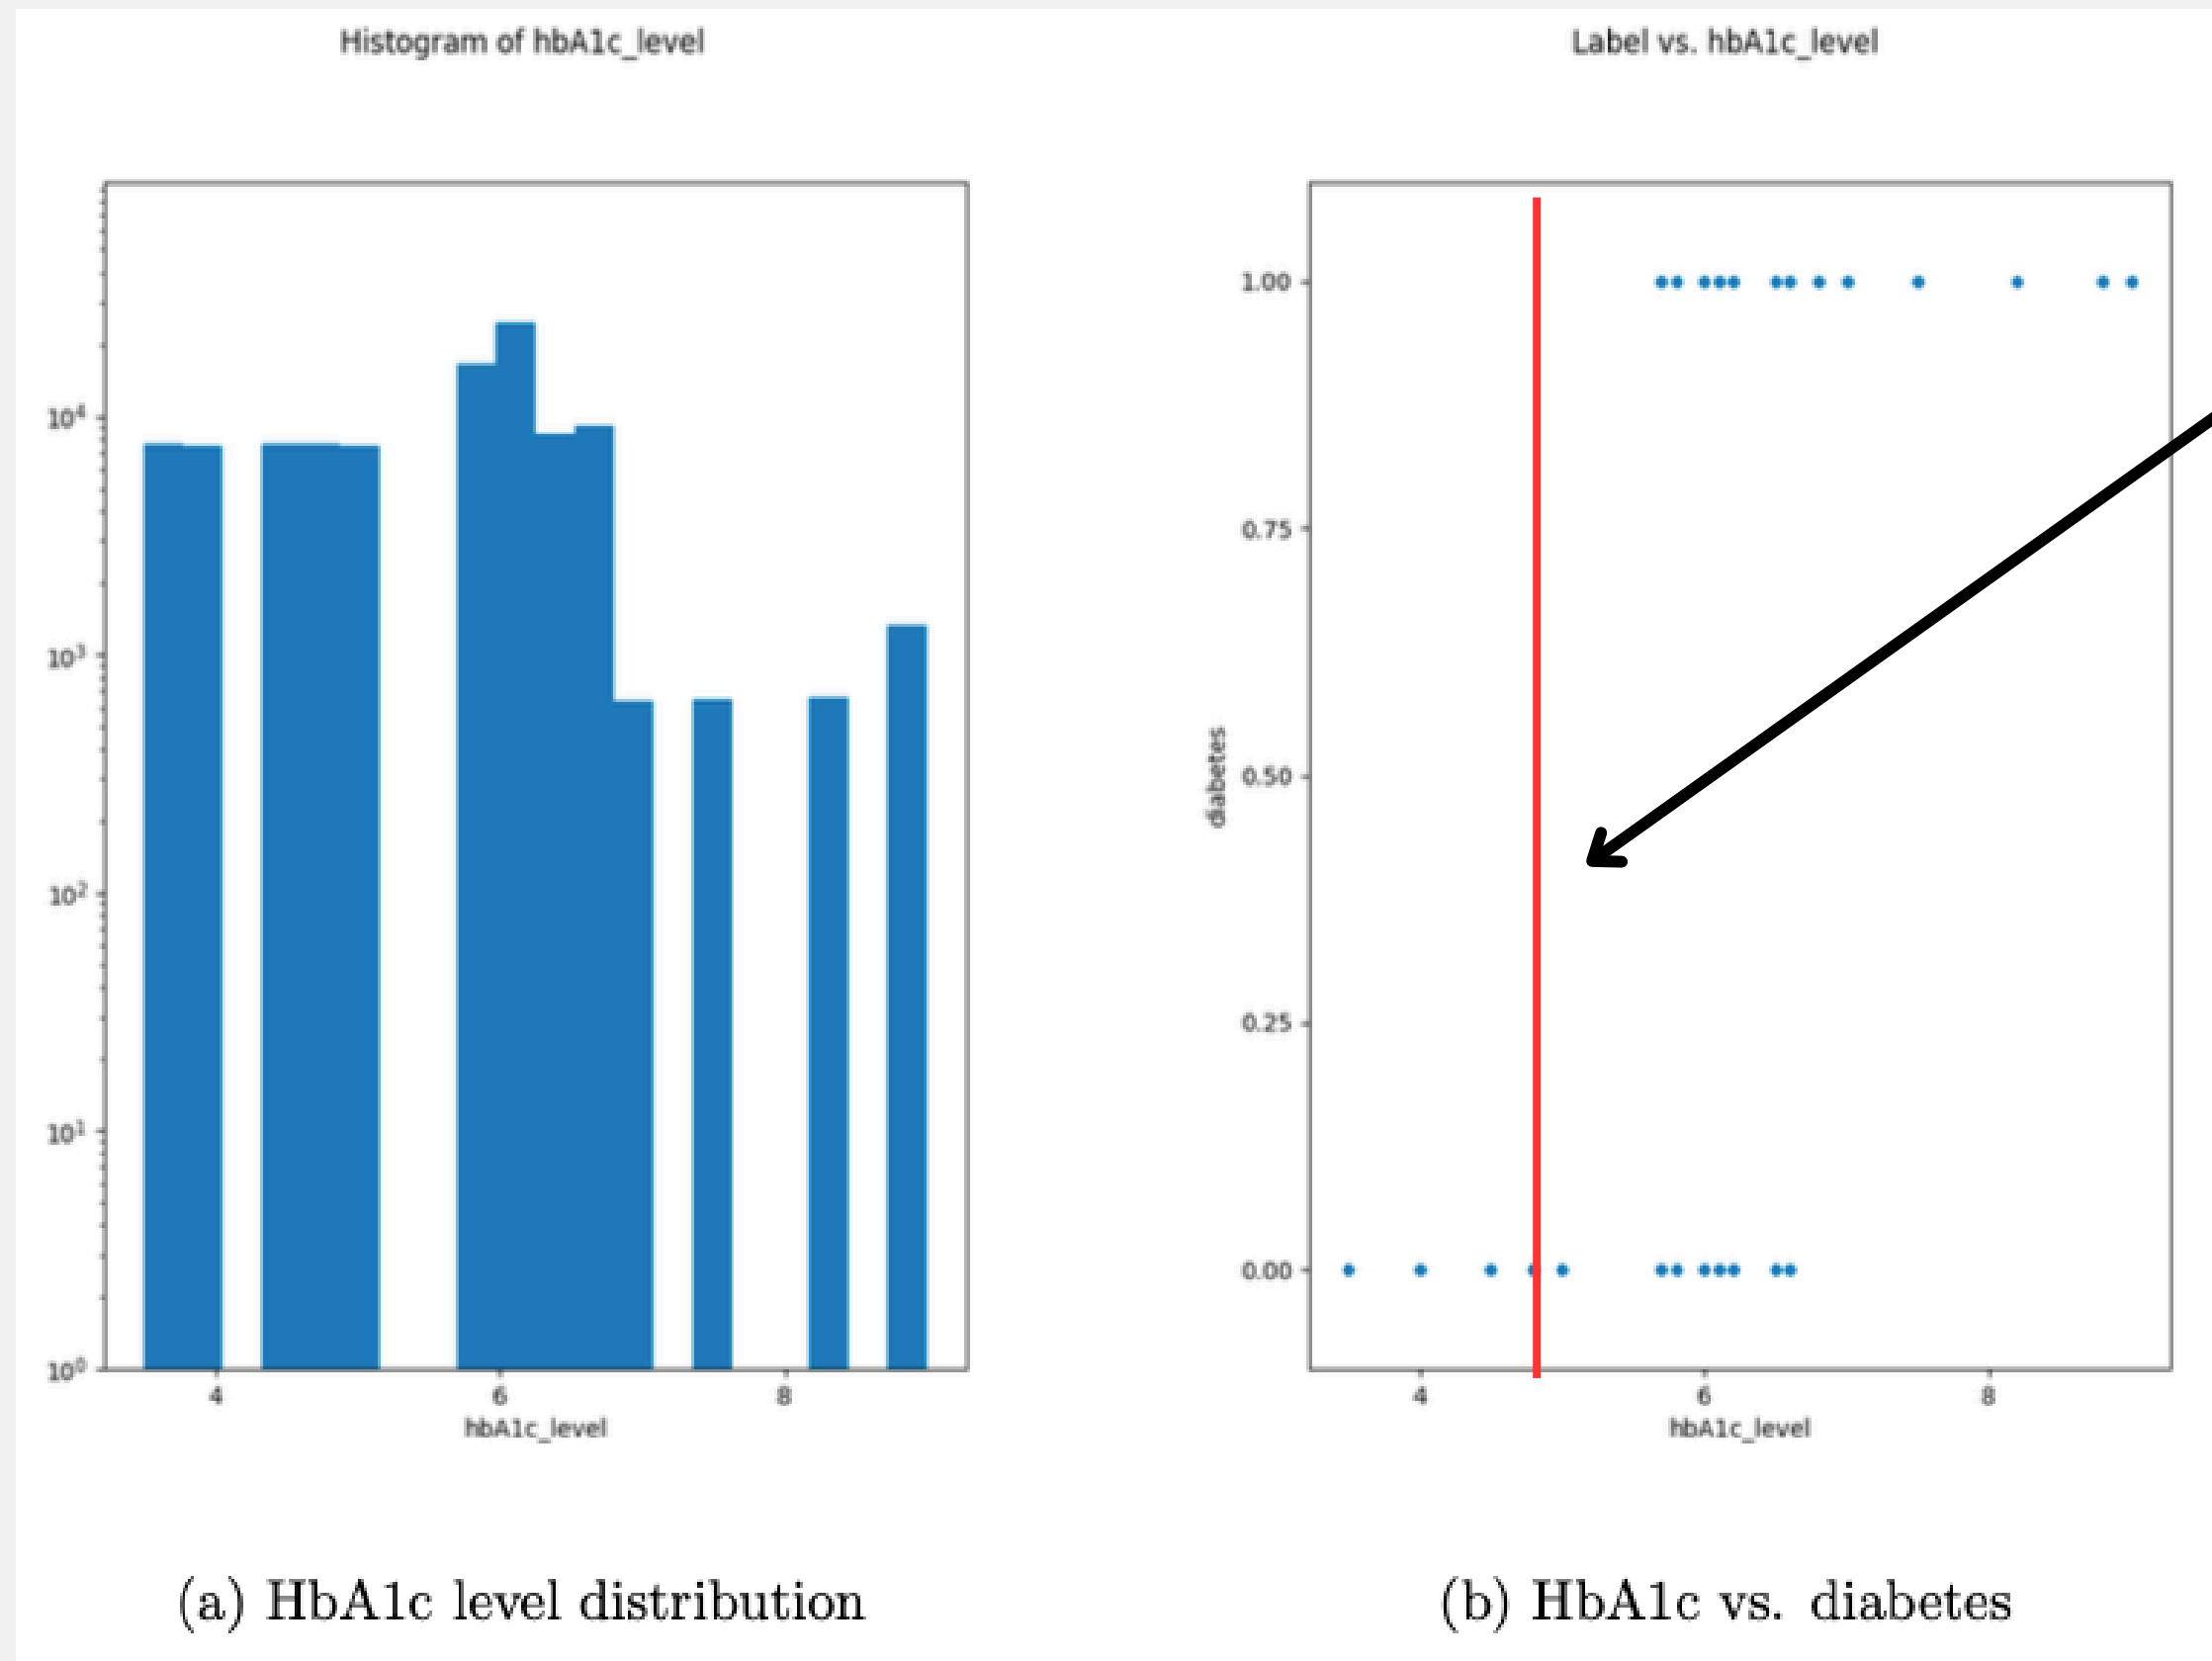 Histogram of hbA1c_level
10⁴
10³
10²
10¹
10⁰
4 6 8
hbA1c_level
(a) HbA1c level distribution
Label vs. hbA1c_level
1.00
0.75
0.50
0.25
0.00
diabetes
4 6 8
hbA1c_level
(b) HbA1c vs. diabetes